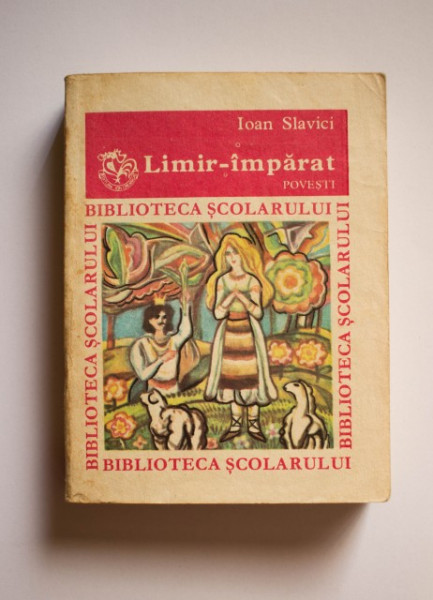 Ioan Slavici
Limir-împărat
POVEȘTI
BIBLIOTECA ȘCOLARULUI
BIBLIOTECA ȘCOLARULUI
BIBLIOTECA ȘCOLARULUI
BIBLIOTECA ȘCOLARULUI